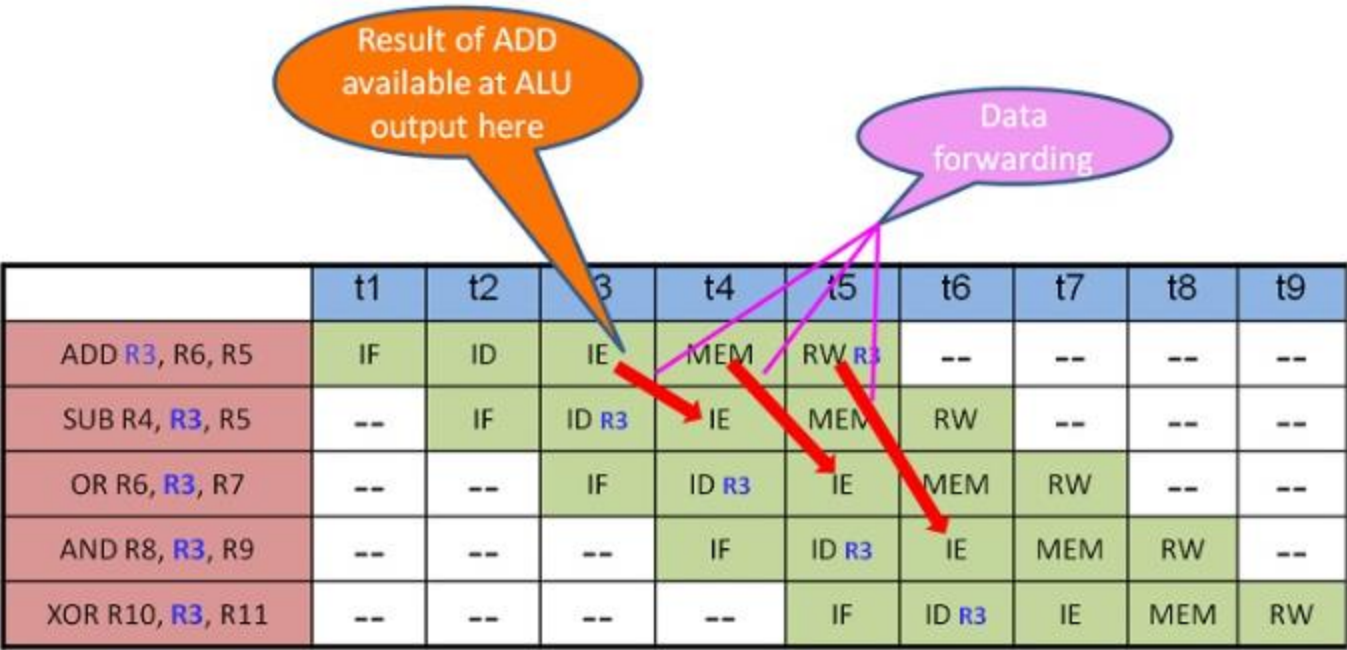 Result of ADD
available at ALU
output here
Data
forwarding
t1 t2 3 t4 t5 t6 t7 t8 t9
ADD R3, R6, R5 IF ID IE MEM RW R3 -- -- -- --
SUB R4, R3, R5 -- IF ID R3 IE MEM RW -- -- --
OR R6, R3, R7 -- -- IF ID R3 IE MEM RW -- --
AND R8, R3, R9 -- -- -- IF ID R3 IE MEM RW --
XOR R10, R3, R11 -- -- -- -- IF ID R3 IE MEM RW